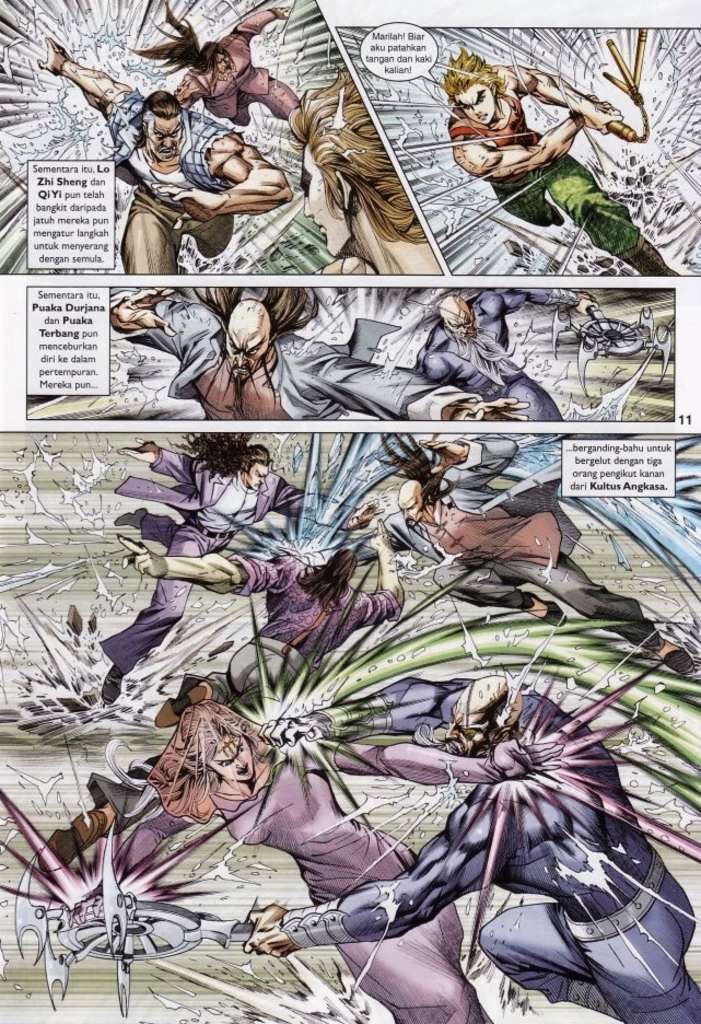 Marilah! Biar
aku patahkan
tangan dan kaki
kalian!
Sementara itu, Lo
Zhi Sheng dan
Qi Yi pun telah
bangkit daripada
jatuh mereka pun
mengatur langkah
untuk menyerang
dengan semula.
Sementara itu,
Puaka Durjana
dan Puaka
Terbang pun
menceburkan
diri ke dalam
pertempuran.
Mereka pun...
11
...berganding-bahu untuk
bergelut dengan tiga
orang pengikut kanan
dari Kultus Angkasa.